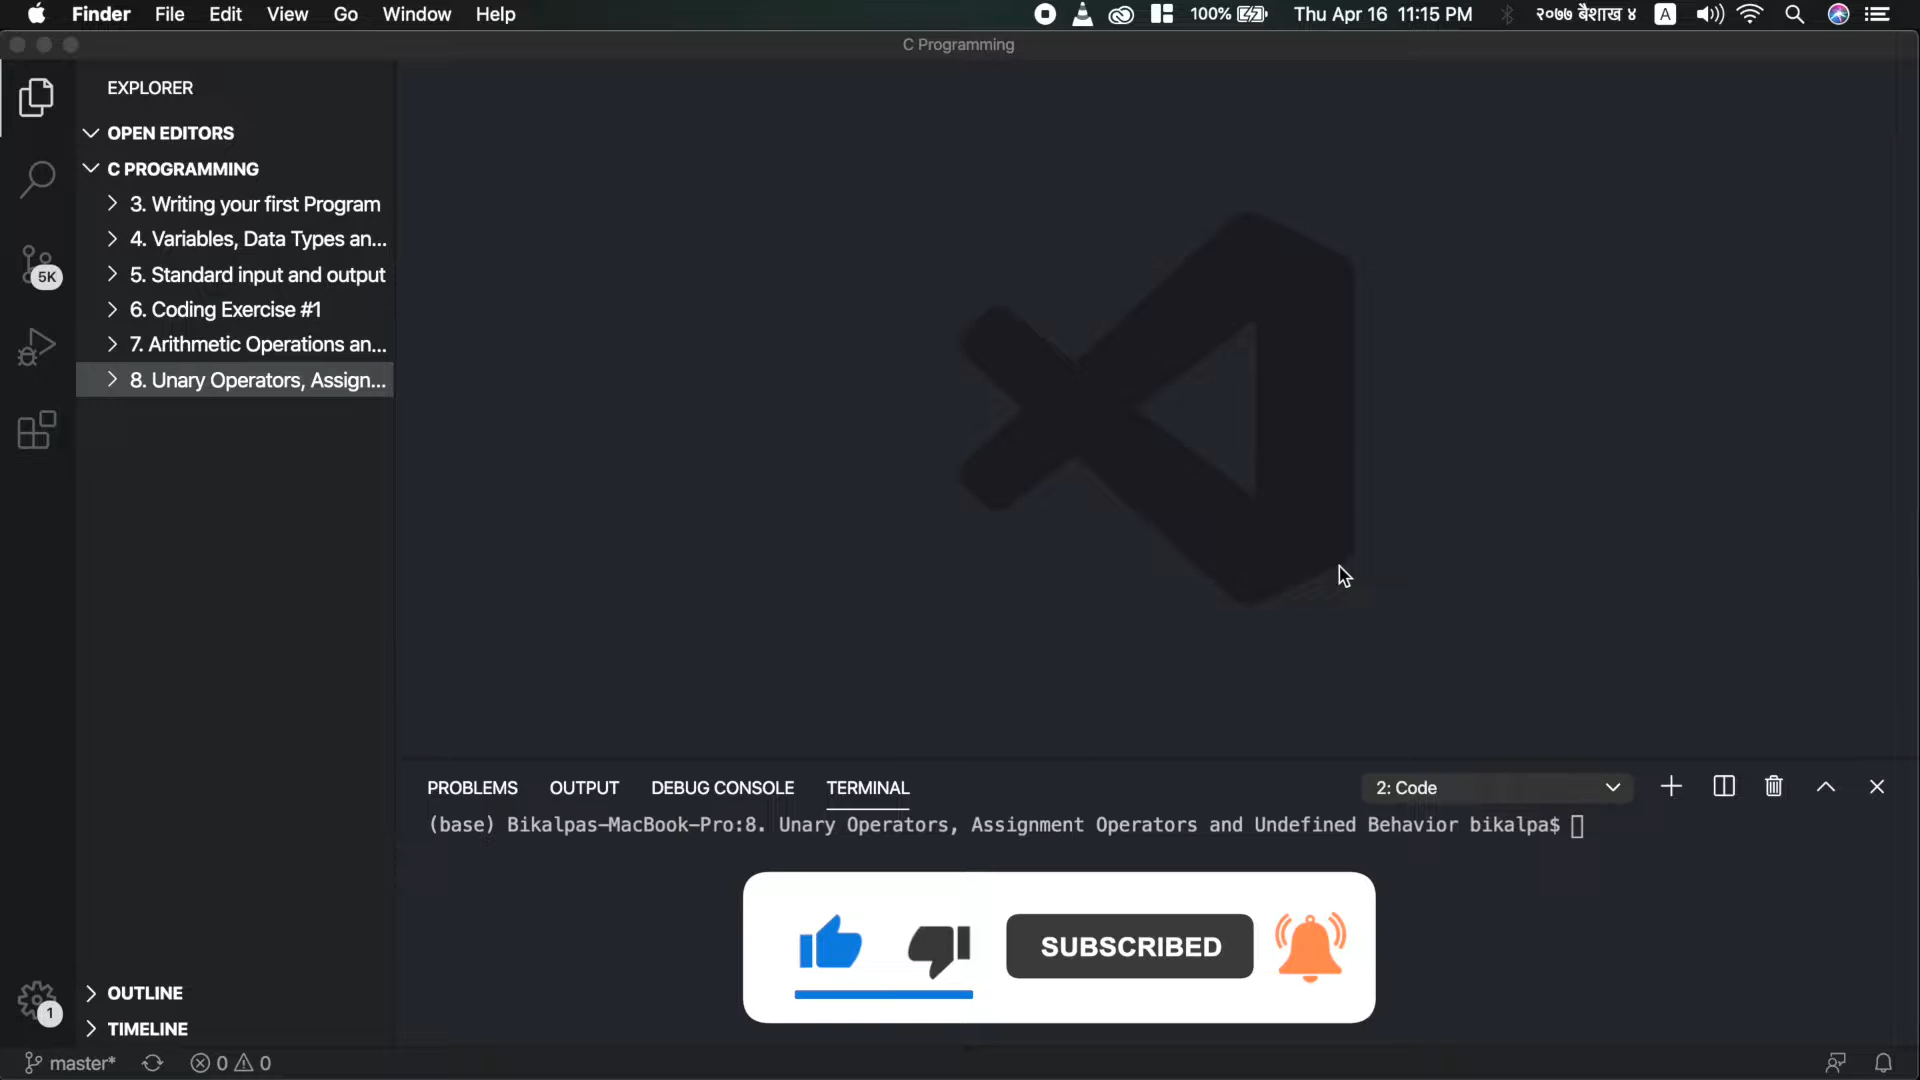 Finder File Edit View Go Window Help 100% Thu Apr 16 11:15 PM २०७७ बैशाख ४ A
C Programming
EXPLORER
OPEN EDITORS
C PROGRAMMING
3. Writing your first Program
4. Variables, Data Types an...
5K
5. Standard input and output
6. Coding Exercise #1
7. Arithmetic Operations an...
8. Unary Operators, Assign...
PROBLEMS OUTPUT DEBUG CONSOLE TERMINAL 2: Code
(base) Bikalpas-MacBook-Pro:8. Unary Operators, Assignment Operators and Undefined Behavior bikalpa$
SUBSCRIBED
OUTLINE
1
TIMELINE
master* 0 0